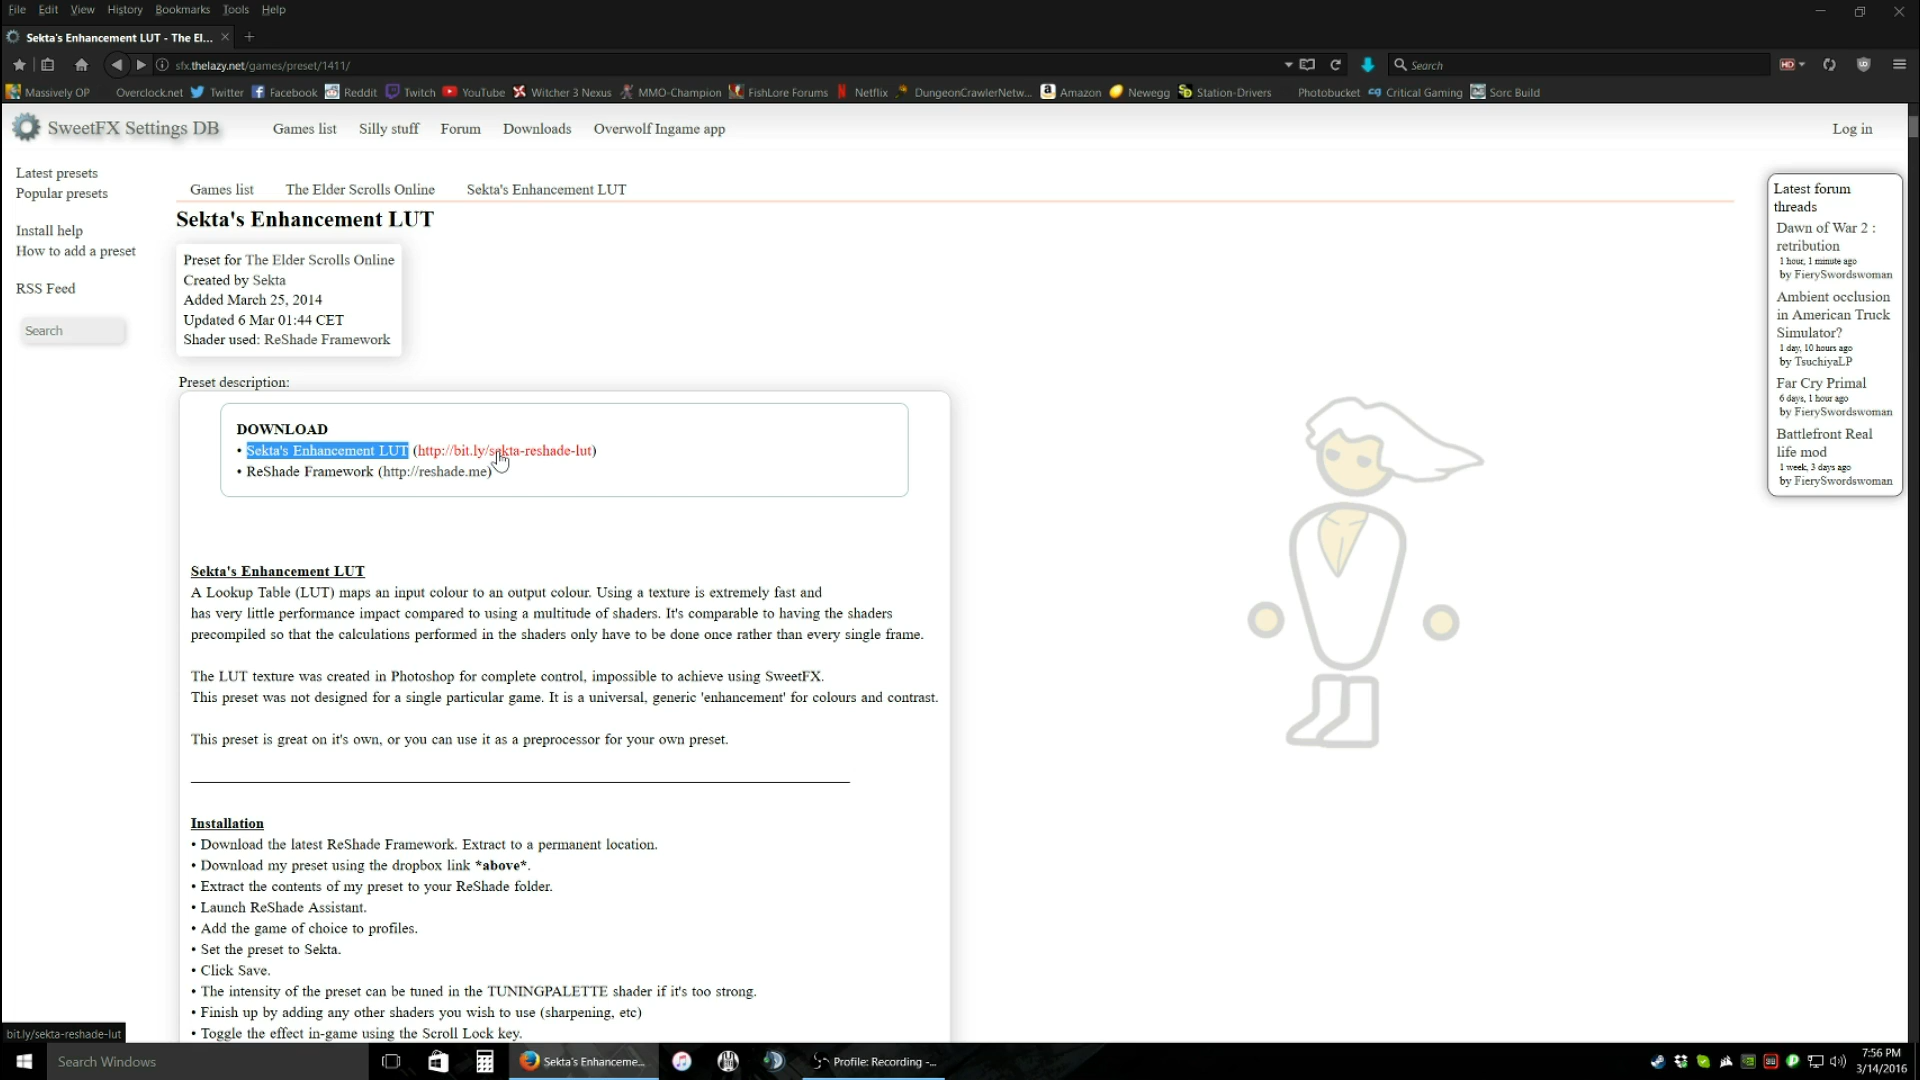 File Edit View History Bookmarks Tools Help
Sekta's Enhancement LUT - The El...
sfx.thelazy.net/games/preset/1411/
Search
HD
Massively OP Overclock.net Twitter Facebook Reddit Twitch YouTube Witcher 3 Nexus MMO-Champion FishLore Forums Netflix DungeonCrawlerNetw... Amazon Newegg Station-Drivers Photobucket Critical Gaming Sorc Build
SweetFX Settings DB
Games list Silly stuff Forum Downloads Overwolf Ingame app
Log in
Latest presets
Popular presets
Install help
How to add a preset
RSS Feed
Search
Games list The Elder Scrolls Online Sekta's Enhancement LUT
Sekta's Enhancement LUT
Preset for The Elder Scrolls Online
Created by Sekta
Added March 25, 2014
Updated 6 Mar 01:44 CET
Shader used: ReShade Framework
Preset description:
DOWNLOAD
• Sekta's Enhancement LUT (http://bit.ly/sekta-reshade-lut)
• ReShade Framework (http://reshade.me)
Sekta's Enhancement LUT
A Lookup Table (LUT) maps an input colour to an output colour. Using a texture is extremely fast and
has very little performance impact compared to using a multitude of shaders. It's comparable to having the shaders
precompiled so that the calculations performed in the shaders only have to be done once rather than every single frame.
The LUT texture was created in Photoshop for complete control, impossible to achieve using SweetFX.
This preset was not designed for a single particular game. It is a universal, generic 'enhancement' for colours and contrast.
This preset is great on it's own, or you can use it as a preprocessor for your own preset.
Installation
• Download the latest ReShade Framework. Extract to a permanent location.
• Download my preset using the dropbox link *above*.
• Extract the contents of my preset to your ReShade folder.
• Launch ReShade Assistant.
• Add the game of choice to profiles.
• Set the preset to Sekta.
• Click Save.
• The intensity of the preset can be tuned in the TUNINGPALETTE shader if it's too strong.
• Finish up by adding any other shaders you wish to use (sharpening, etc)
• Toggle the effect in-game using the Scroll Lock key.
Latest forum
threads
Dawn of War 2 :
retribution
1 hour, 1 minute ago
by FierySwordswoman
Ambient occlusion
in American Truck
Simulator?
1 day, 10 hours ago
by TsuchiyaLP
Far Cry Primal
6 days, 1 hour ago
by FierySwordswoman
Battlefront Real
life mod
1 week, 3 days ago
by FierySwordswoman
bit.ly/sekta-reshade-lut
Search Windows
Sekta's Enhanceme...
Profile: Recording -...
7:56 PM
3/14/2016